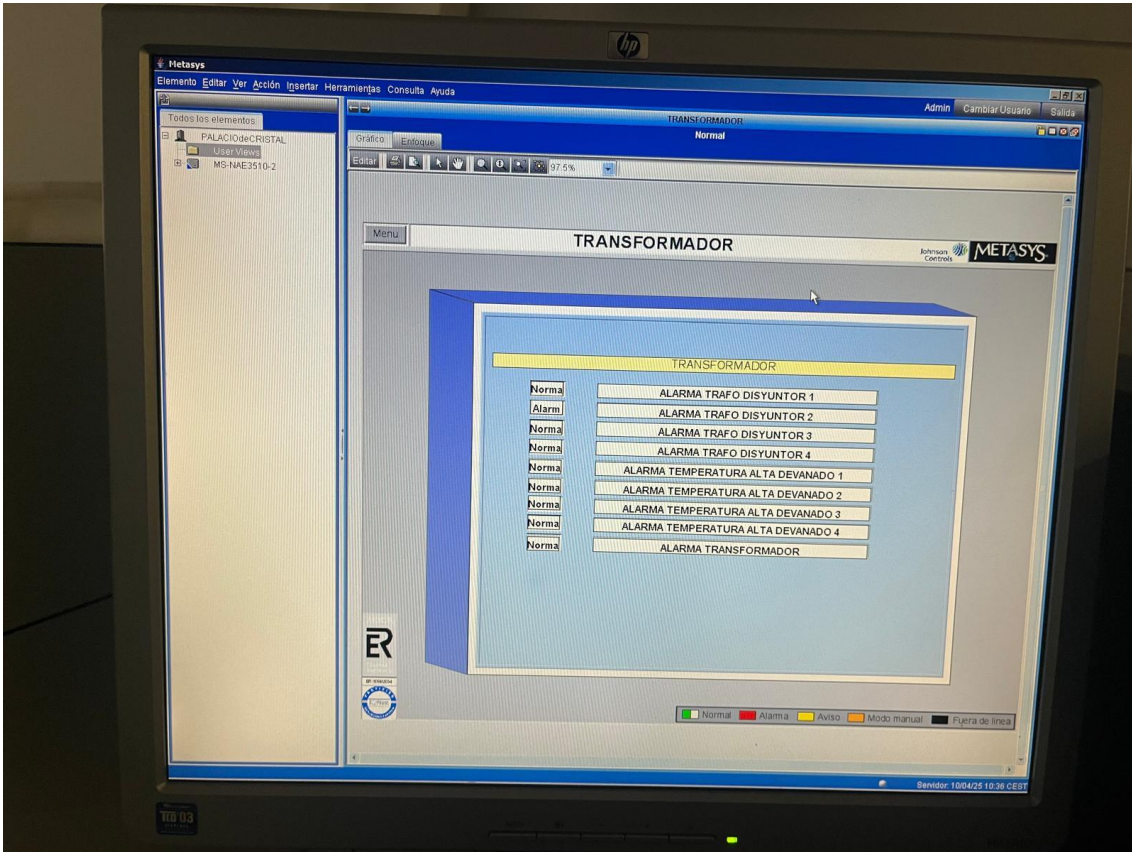 hp
Metasys
Elemento Editar Ver Acción Insertar Herramientas Consulta Ayuda
Admin Cambiar Usuario Salida
Todos los elementos
PALACIOdeCRISTAL
User Views
MS-NAE3510-2
TRANSFORMADOR
Normal
Gráfico Enfoque
Editar 97.5%
Menu
TRANSFORMADOR
Johnson
Controls
METASYS
TRANSFORMADOR
Norma ALARMA TRAFO DISYUNTOR 1
Alarm ALARMA TRAFO DISYUNTOR 2
Norma ALARMA TRAFO DISYUNTOR 3
Norma ALARMA TRAFO DISYUNTOR 4
Norma ALARMA TEMPERATURA ALTA DEVANADO 1
Norma ALARMA TEMPERATURA ALTA DEVANADO 2
Norma ALARMA TEMPERATURA ALTA DEVANADO 3
Norma ALARMA TEMPERATURA ALTA DEVANADO 4
Norma ALARMA TRANSFORMADOR
ER
Normal Alarma Aviso Modo manual Fuera de línea
Servidor: 10/04/25 10:36 CEST
TCO'03